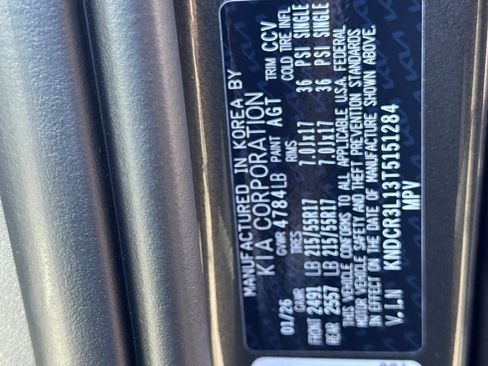 MANUFACTURED IN KOREA BY
KIA CORPORATION
01/26 GVWR 4784LB PAINT AGT TRIM CCV
GAWR TIRES RIMS COLD TIRE INFL
FRONT 2491 LB 215/55R17 7.0JX17 36 PSI SINGLE
REAR 2557 LB 215/55R17 7.0JX17 36 PSI SINGLE
THIS VEHICLE CONFORMS TO ALL APPLICABLE U.S.A. FEDERAL
MOTOR VEHICLE SAFETY AND THEFT PREVENTION STANDARDS
IN EFFECT ON THE DATE OF MANUFACTURE SHOWN ABOVE.
V.I.N KNDCR3L13T5151284
MPV